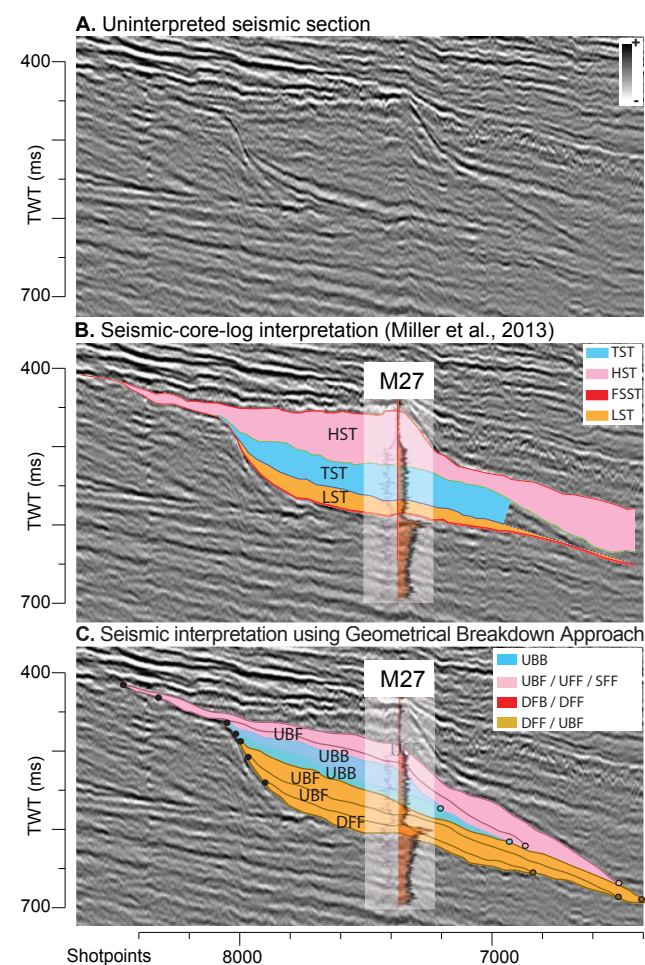 A. Uninterpreted seismic section
400
TWT (ms)
700
+
-
B. Seismic-core-log interpretation (Miller et al., 2013)
400
TWT (ms)
700
M27
HST
TST
LST
TST
HST
FSST
LST
C. Seismic interpretation using Geometrical Breakdown Approach
400
TWT (ms)
700
M27
UBF
UBB
UBB
UBF
UBF
DFF
UBB
UBF / UFF / SFF
DFB / DFF
DFF / UBF
Shotpoints
8000
7000